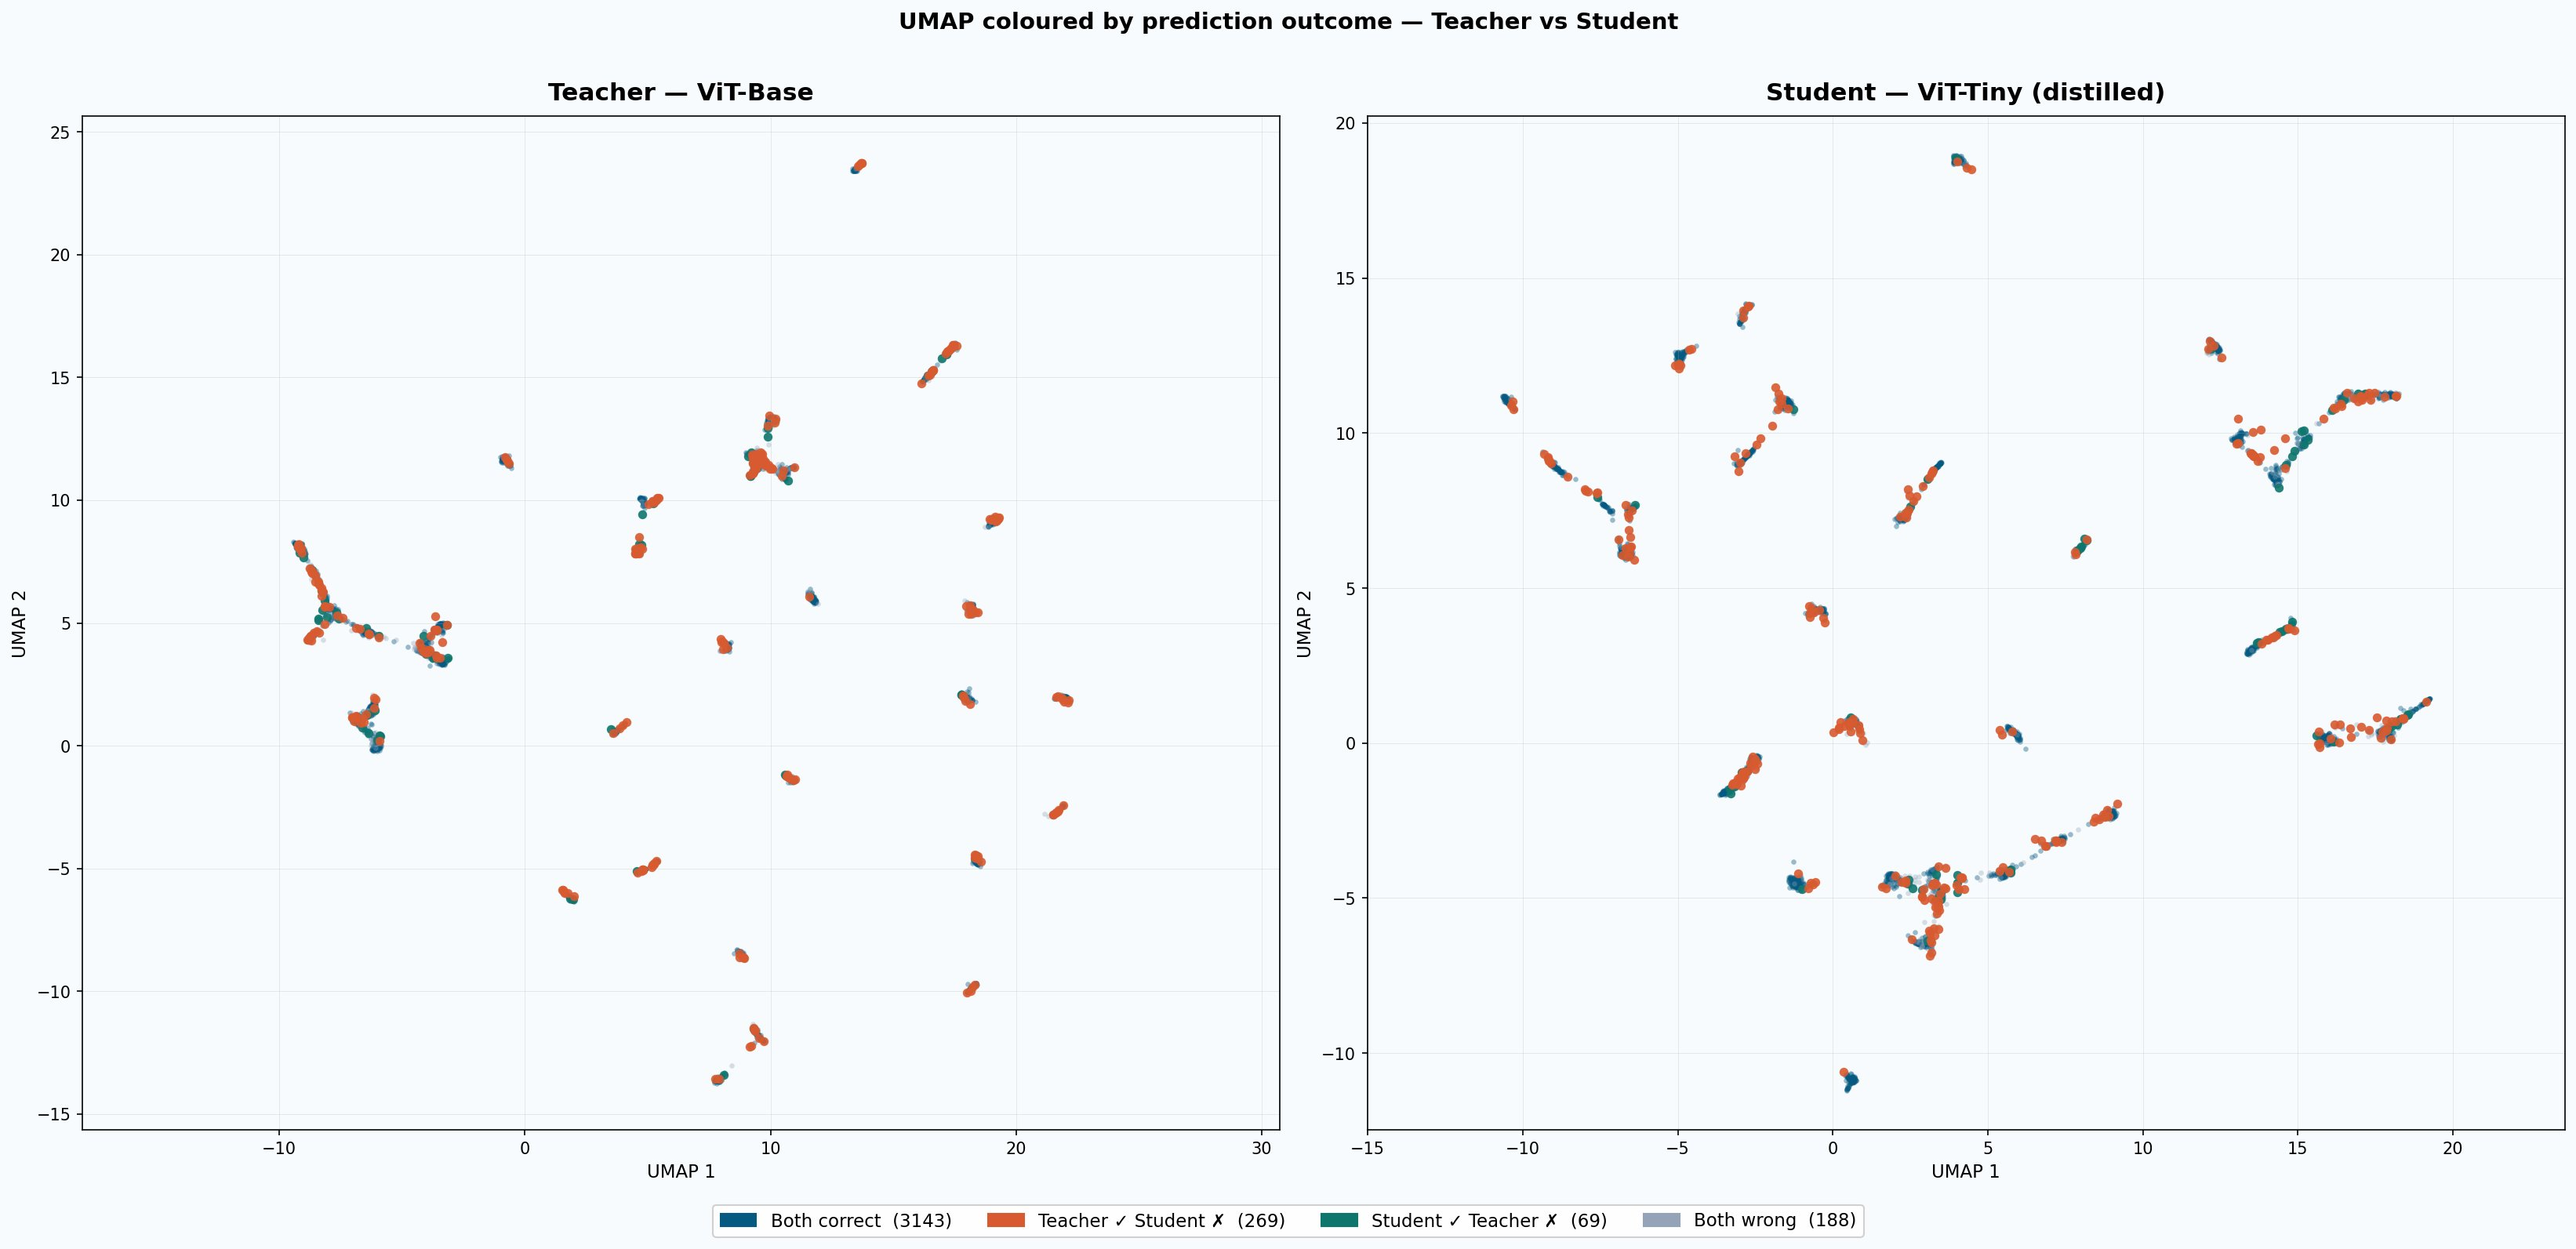 UMAP coloured by prediction outcome — Teacher vs Student
Teacher — ViT-Base
25
20
15
10
5
0
−5
−10
−15
UMAP 2
−10
0
10
20
30
UMAP 1
Student — ViT-Tiny (distilled)
20
15
10
5
0
−5
−10
UMAP 2
−15
−10
−5
0
5
10
15
20
UMAP 1
Both correct (3143)
Teacher ✓ Student ✗ (269)
Student ✓ Teacher ✗ (69)
Both wrong (188)